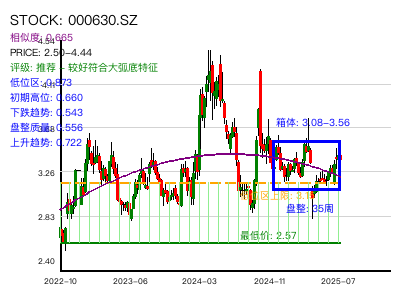 STOCK: 000630.SZ
相似度: 0.665
4.54
PRICE: 2.50~4.44
评级: 推荐 - 较好符合大弧底特征
低位区: 0.873
初期高位: 0.660
下跌趋势: 0.543
盘整质量: 0.556
上升趋势: 0.722
箱体: 3.08-3.56
3.26
盘整: 35周
2.83
最低价: 2.57
2.40
2022-10
2023-06
2024-03
2024-11
2025-07